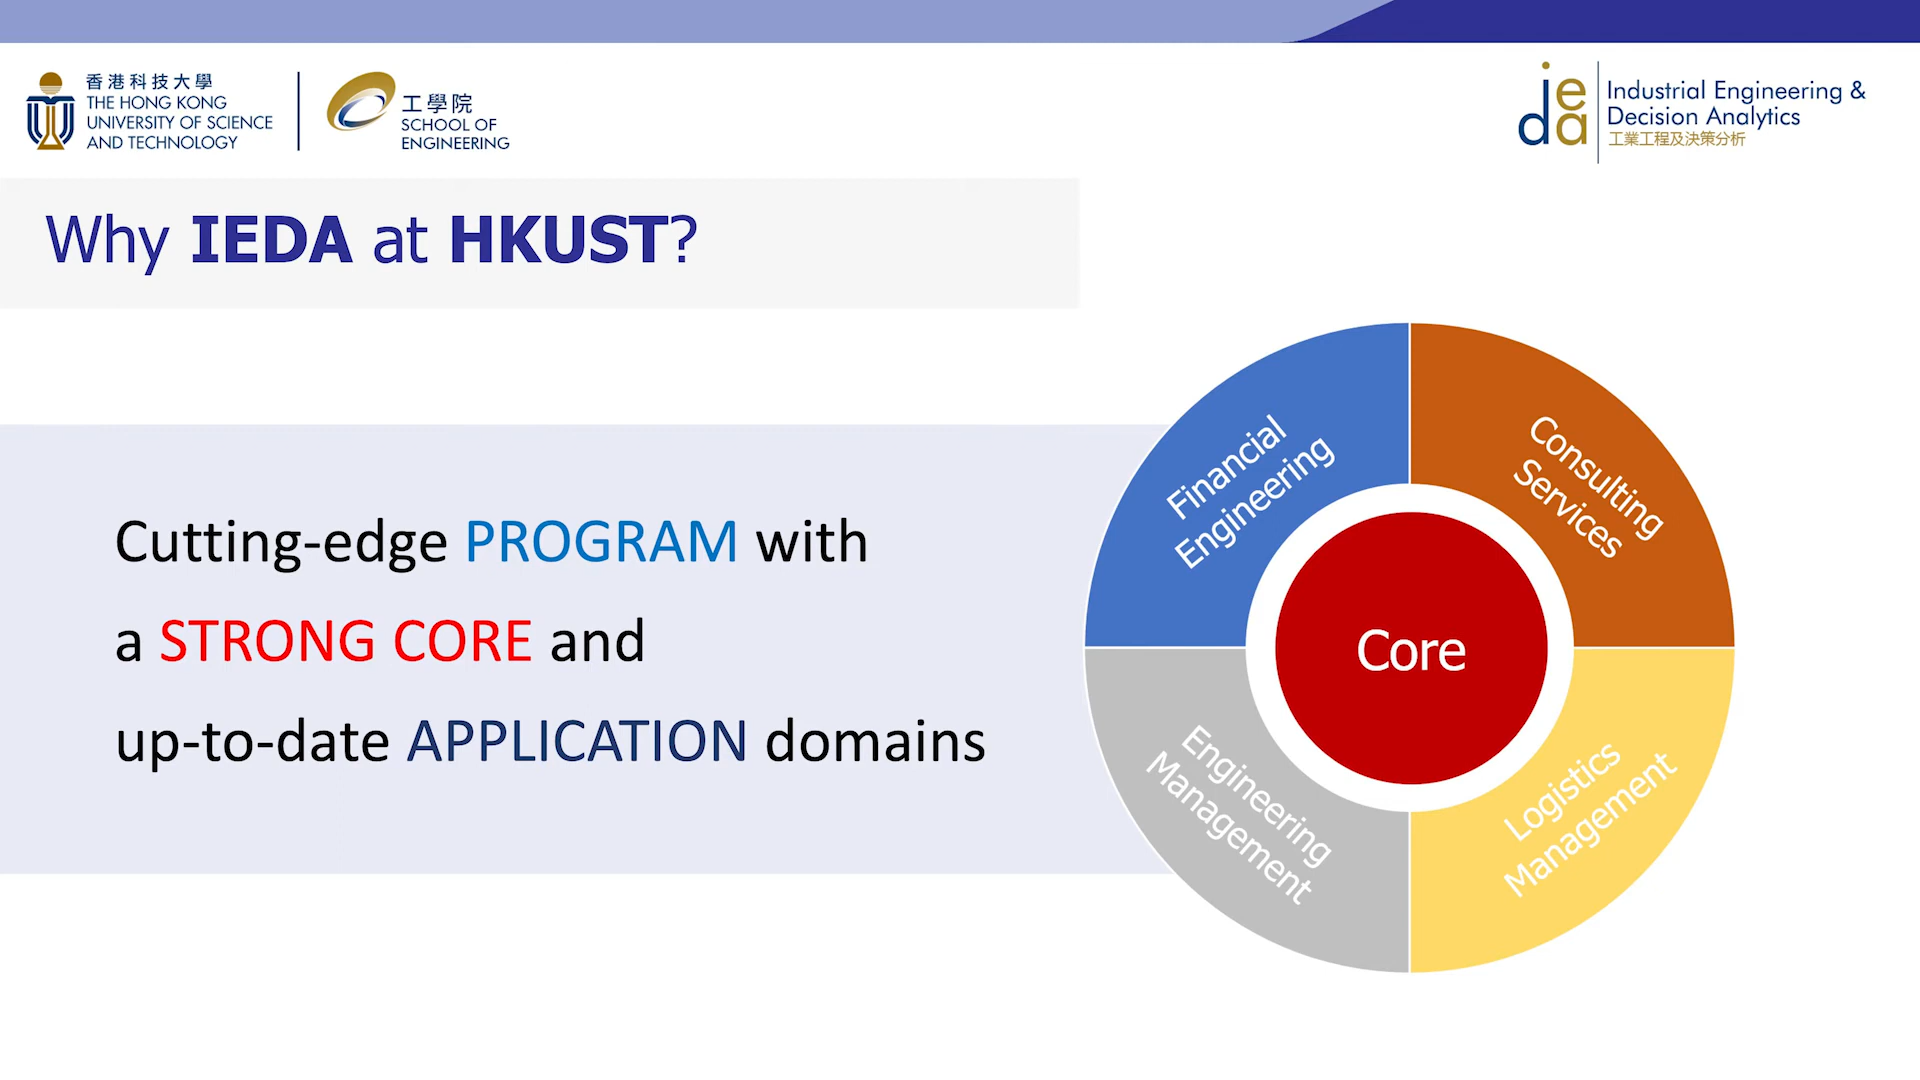 香港科技大學
THE HONG KONG
UNIVERSITY OF SCIENCE
AND TECHNOLOGY
工學院
SCHOOL OF
ENGINEERING
ie
da
Industrial Engineering &
Decision Analytics
工業工程及決策分析
Why IEDA at HKUST?
Cutting-edge PROGRAM with
a STRONG CORE and
up-to-date APPLICATION domains
Financial
Engineering
Consulting
Services
Core
Engineering
Management
Logistics
Management